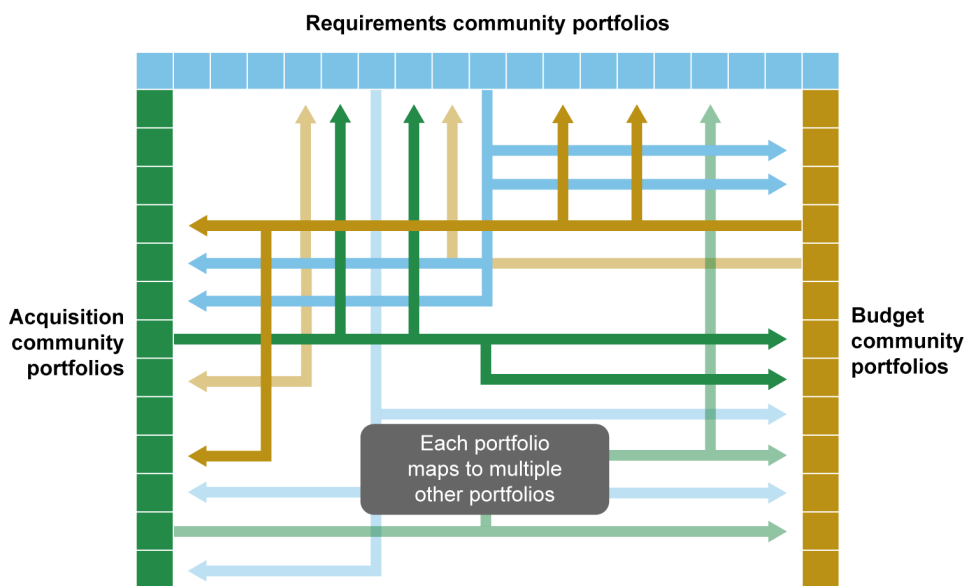 Requirements community portfolios
Acquisition
community
portfolios
Budget
community
portfolios
Each portfolio
maps to multiple
other portfolios